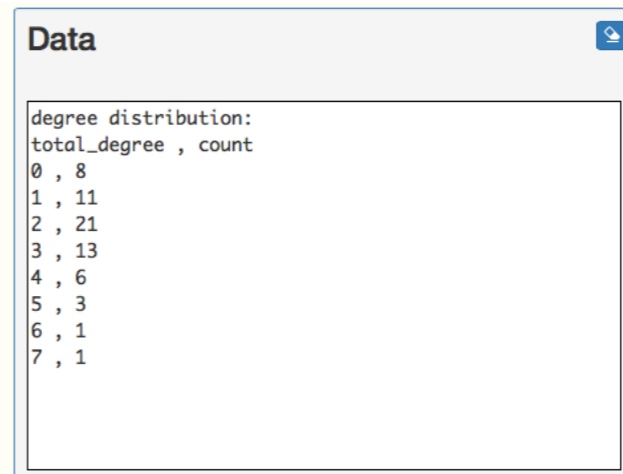 Data
degree distribution:
total_degree , count
0 , 8
1 , 11
2 , 21
3 , 13
4 , 6
5 , 3
6 , 1
7 , 1